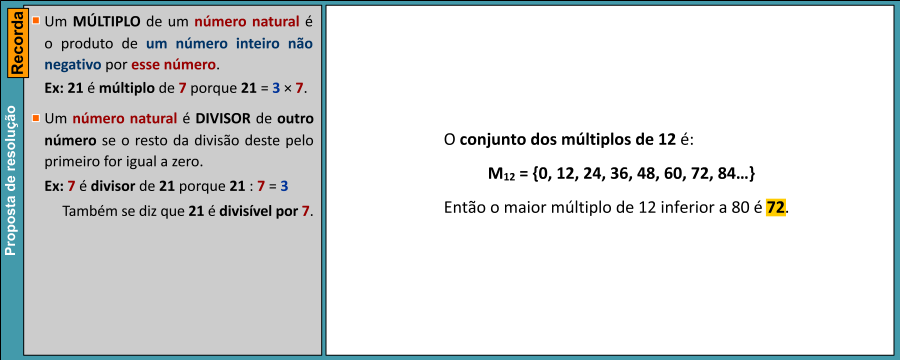 Recorda
Proposta de resolução
Um MÚLTIPLO de um número natural é
o produto de um número inteiro não
negativo por esse número.
Ex: 21 é múltiplo de 7 porque 21 = 3 × 7.
Um número natural é DIVISOR de outro
número se o resto da divisão deste pelo
primeiro for igual a zero.
Ex: 7 é divisor de 21 porque 21 : 7 = 3
Também se diz que 21 é divisível por 7.
O conjunto dos múltiplos de 12 é:
M₁₂ = {0, 12, 24, 36, 48, 60, 72, 84…}
Então o maior múltiplo de 12 inferior a 80 é 72.